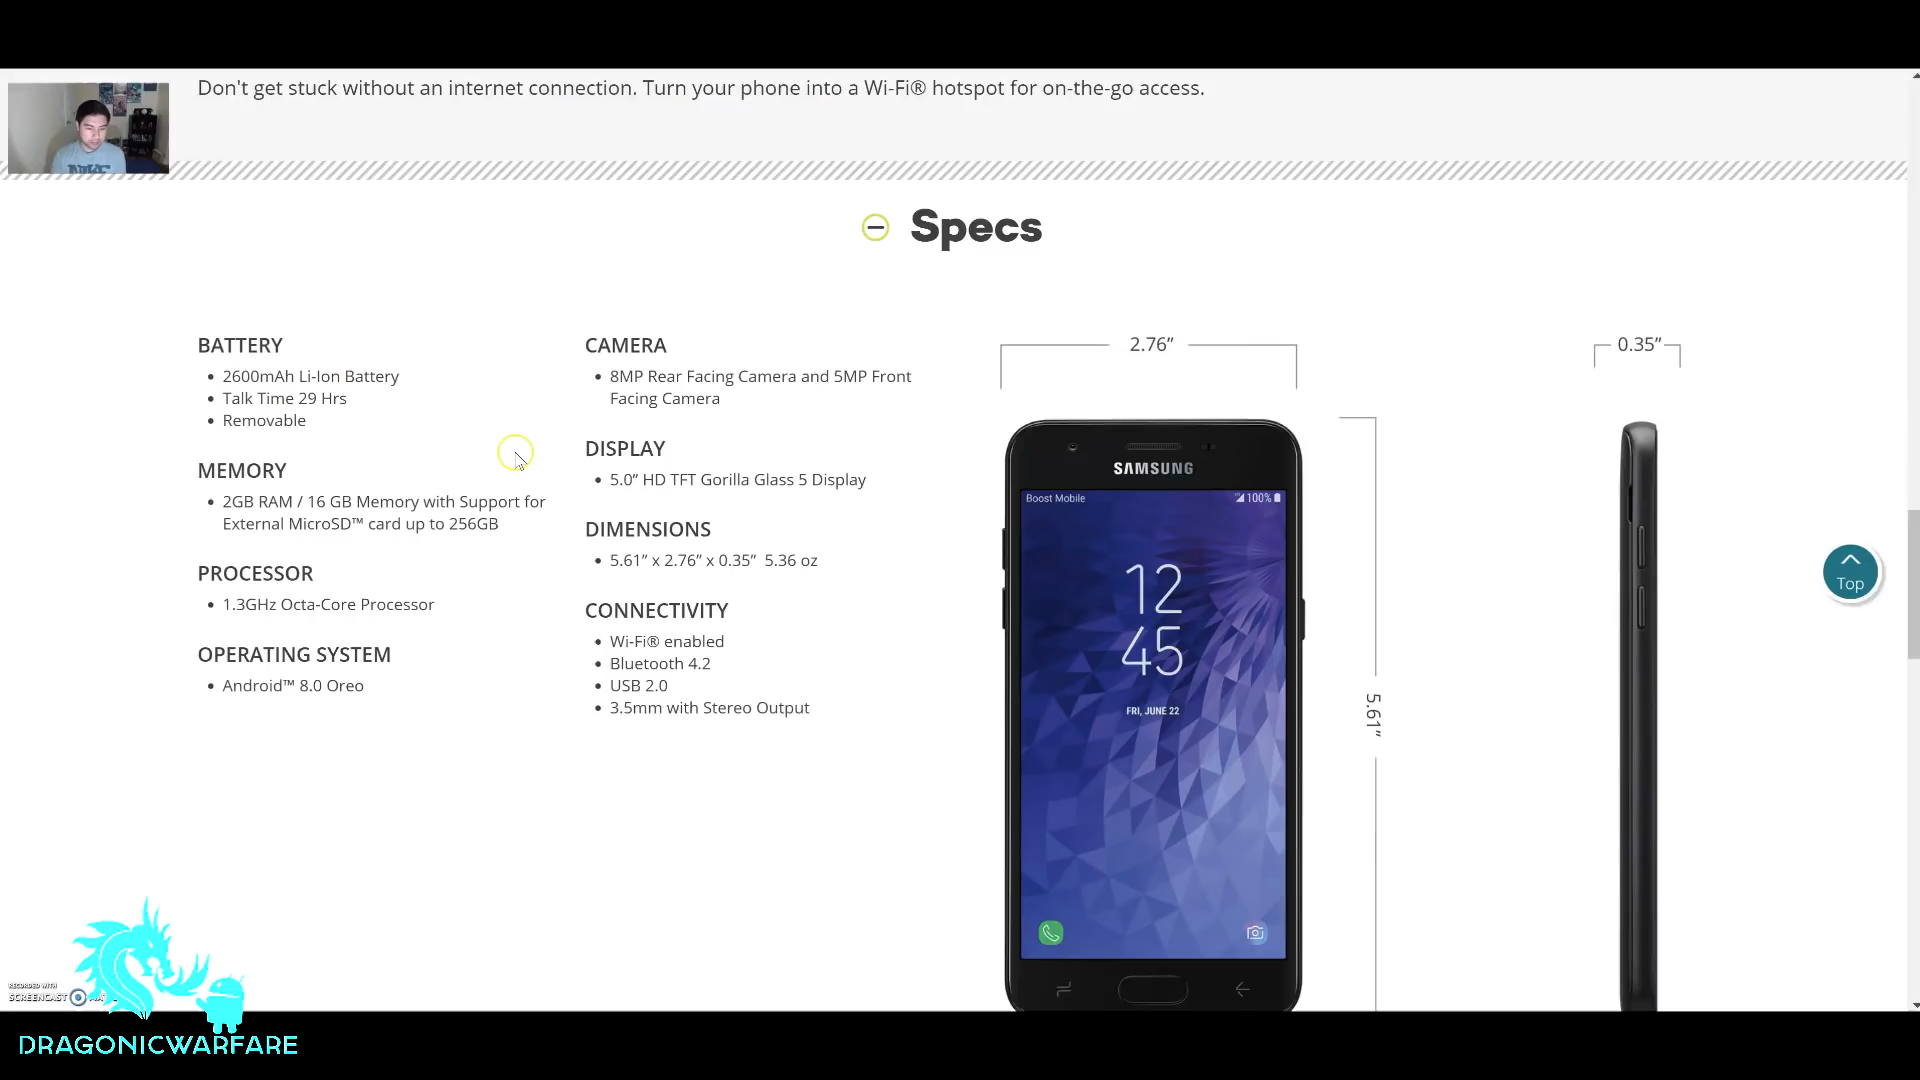 Don't get stuck without an internet connection. Turn your phone into a Wi-Fi® hotspot for on-the-go access.
Specs
BATTERY
• 2600mAh Li-Ion Battery
• Talk Time 29 Hrs
• Removable
MEMORY
• 2GB RAM / 16 GB Memory with Support for
External MicroSD™ card up to 256GB
PROCESSOR
• 1.3GHz Octa-Core Processor
OPERATING SYSTEM
• Android™ 8.0 Oreo
CAMERA
• 8MP Rear Facing Camera and 5MP Front
Facing Camera
DISPLAY
• 5.0” HD TFT Gorilla Glass 5 Display
DIMENSIONS
• 5.61” x 2.76” x 0.35” 5.36 oz
CONNECTIVITY
• Wi-Fi® enabled
• Bluetooth 4.2
• USB 2.0
• 3.5mm with Stereo Output
2.76”
0.35”
SAMSUNG
Boost Mobile
100%
12
45
FRI, JUNE 22
5.61”
Top
RECORDED WITH
SCREENCAST
DRAGONICWARFARE